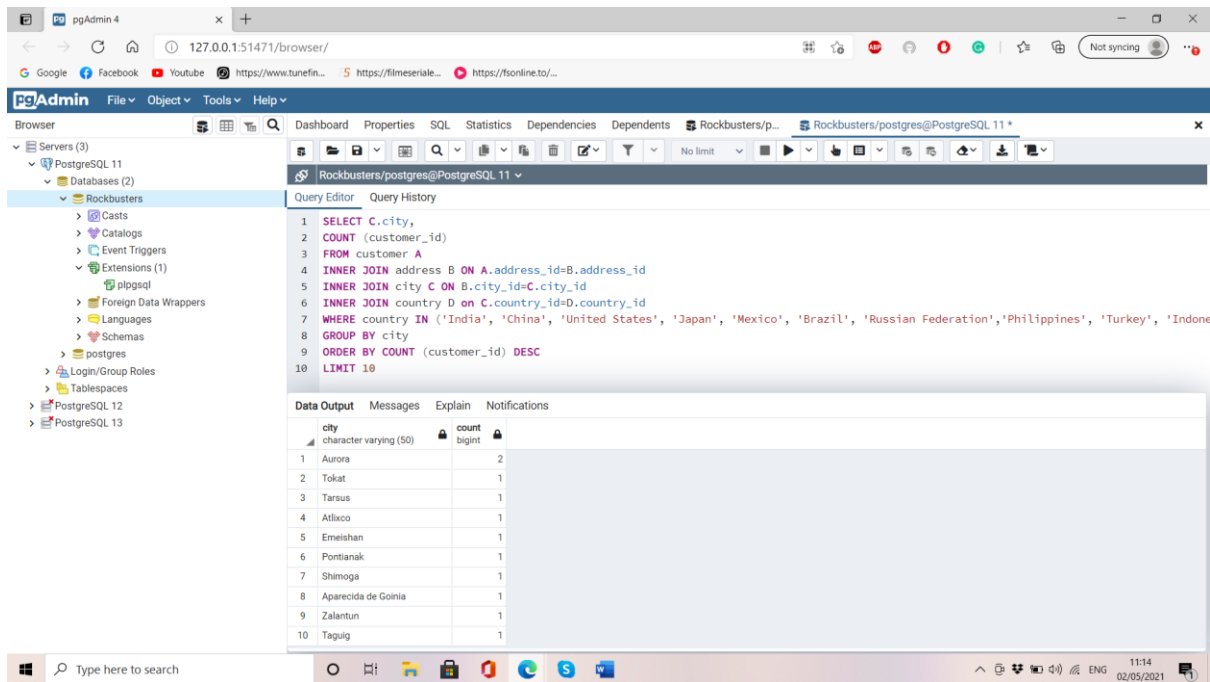 pgAdmin 4
127.0.0.1:51471/browser/
ABP
Not syncing
Google Facebook Youtube https://www.tunefin... https://filmeseriale... https://fsonline.to/...
pgAdmin File Object Tools Help
Browser
Dashboard Properties SQL Statistics Dependencies Dependents Rockbusters/p... Rockbusters/postgres@PostgreSQL 11 *
No limit
Rockbusters/postgres@PostgreSQL 11
Query Editor Query History
Servers (3)
PostgreSQL 11
Databases (2)
Rockbusters
Casts
Catalogs
Event Triggers
Extensions (1)
plpgsql
Foreign Data Wrappers
Languages
Schemas
postgres
Login/Group Roles
Tablespaces
PostgreSQL 12
PostgreSQL 13
1 SELECT C.city,
2 COUNT (customer_id)
3 FROM customer A
4 INNER JOIN address B ON A.address_id=B.address_id
5 INNER JOIN city C ON B.city_id=C.city_id
6 INNER JOIN country D on C.country_id=D.country_id
7 WHERE country IN ('India', 'China', 'United States', 'Japan', 'Mexico', 'Brazil', 'Russian Federation','Philippines', 'Turkey', 'Indone
8 GROUP BY city
9 ORDER BY COUNT (customer_id) DESC
10 LIMIT 10
Data Output Messages Explain Notifications
city count
character varying (50) bigint
1 Aurora 2
2 Tokat 1
3 Tarsus 1
4 Atlixco 1
5 Emeishan 1
6 Pontianak 1
7 Shimoga 1
8 Aparecida de Goinia 1
9 Zalantun 1
10 Taguig 1
Type here to search
ENG
11:14
02/05/2021